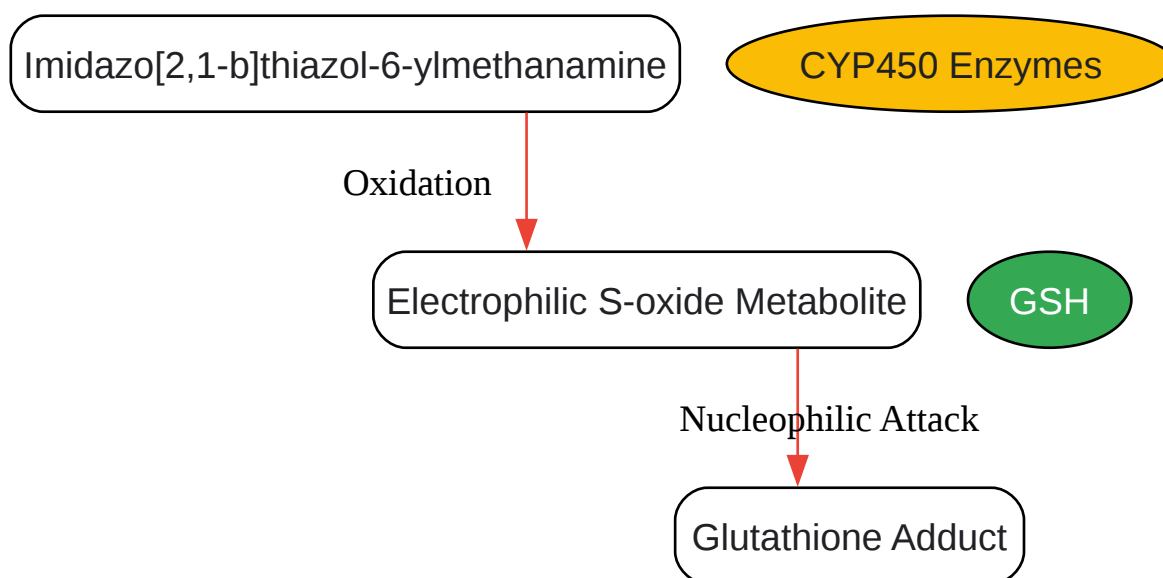 Imidazo[2,1-b]thiazol-6-ylmethanamine
CYP450 Enzymes
Oxidation
Electrophilic S-oxide Metabolite
GSH
Nucleophilic Attack
Glutathione Adduct